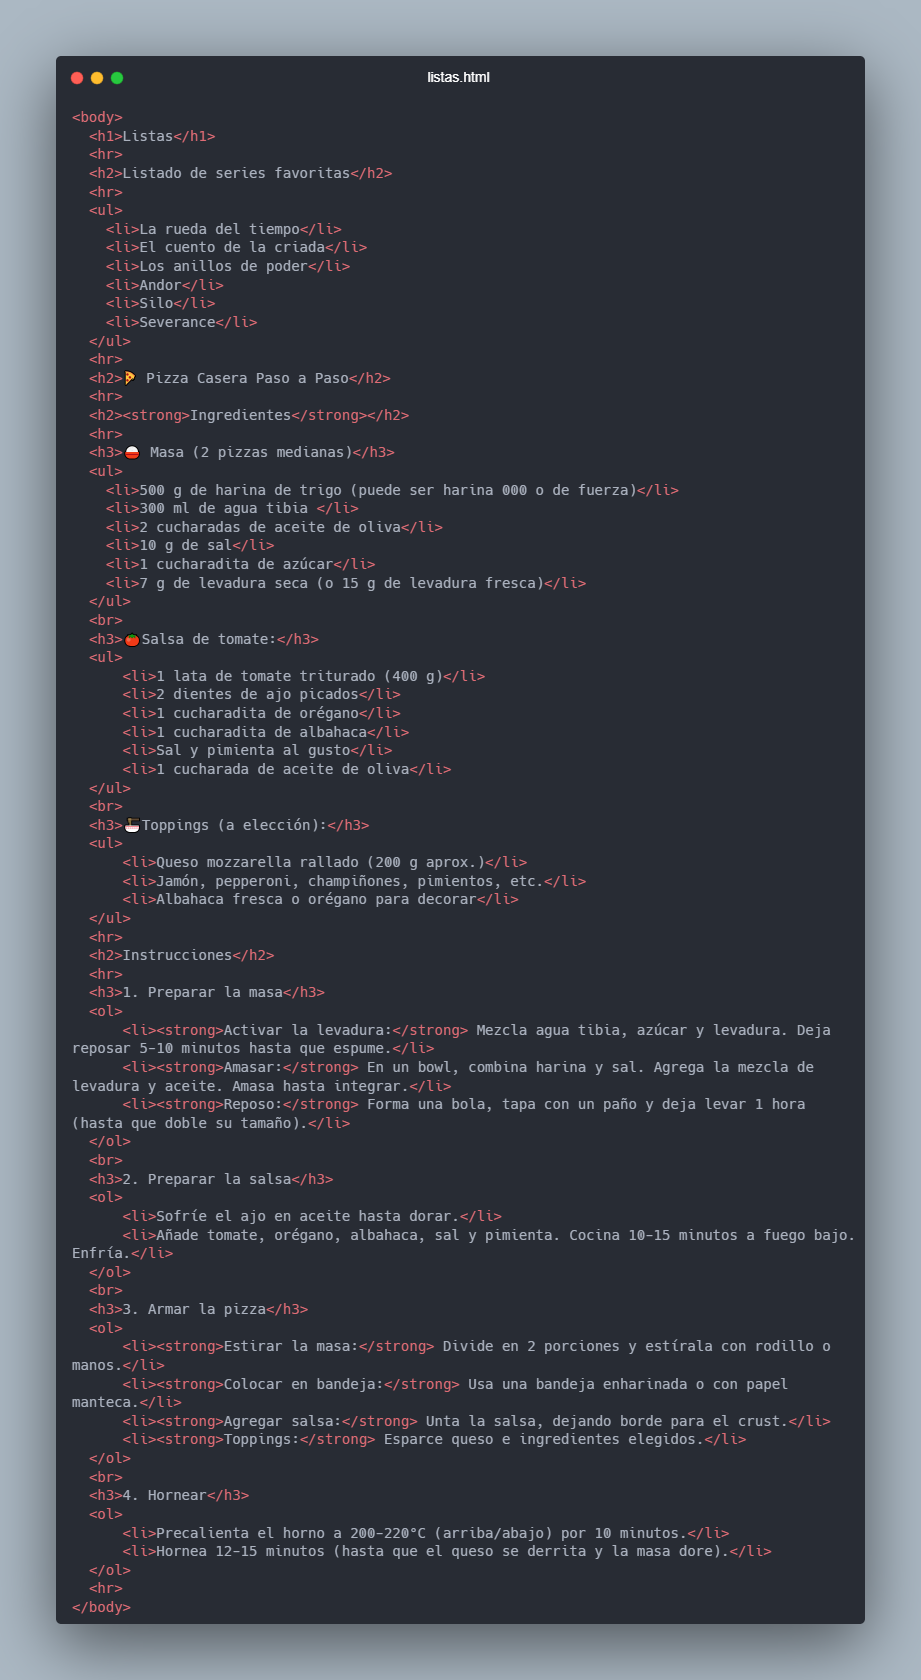 listas.html
<body>
  <h1>Listas</h1>
  <hr>
  <h2>Listado de series favoritas</h2>
  <hr>
  <ul>
    <li>La rueda del tiempo</li>
    <li>El cuento de la criada</li>
    <li>Los anillos de poder</li>
    <li>Andor</li>
    <li>Silo</li>
    <li>Severance</li>
  </ul>
  <hr>
  <h2>🍕 Pizza Casera Paso a Paso</h2>
  <hr>
  <h2><strong>Ingredientes</strong></h2>
  <hr>
  <h3>🍚 Masa (2 pizzas medianas)</h3>
  <ul>
    <li>500 g de harina de trigo (puede ser harina 000 o de fuerza)</li>
    <li>300 ml de agua tibia </li>
    <li>2 cucharadas de aceite de oliva</li>
    <li>10 g de sal</li>
    <li>1 cucharadita de azúcar</li>
    <li>7 g de levadura seca (o 15 g de levadura fresca)</li>
  </ul>
  <br>
  <h3>🍅Salsa de tomate:</h3>
  <ul>
      <li>1 lata de tomate triturado (400 g)</li>
      <li>2 dientes de ajo picados</li>
      <li>1 cucharadita de orégano</li>
      <li>1 cucharadita de albahaca</li>
      <li>Sal y pimienta al gusto</li>
      <li>1 cucharada de aceite de oliva</li>
  </ul>
  <br>
  <h3>🍜Toppings (a elección):</h3>
  <ul>
      <li>Queso mozzarella rallado (200 g aprox.)</li>
      <li>Jamón, pepperoni, champiñones, pimientos, etc.</li>
      <li>Albahaca fresca o orégano para decorar</li>
  </ul>
  <hr>
  <h2>Instrucciones</h2>
  <hr>
  <h3>1. Preparar la masa</h3>
  <ol>
      <li><strong>Activar la levadura:</strong> Mezcla agua tibia, azúcar y levadura. Deja
reposar 5-10 minutos hasta que espume.</li>
      <li><strong>Amasar:</strong> En un bowl, combina harina y sal. Agrega la mezcla de
levadura y aceite. Amasa hasta integrar.</li>
      <li><strong>Reposo:</strong> Forma una bola, tapa con un paño y deja levar 1 hora
(hasta que doble su tamaño).</li>
  </ol>
  <br>
  <h3>2. Preparar la salsa</h3>
  <ol>
      <li>Sofríe el ajo en aceite hasta dorar.</li>
      <li>Añade tomate, orégano, albahaca, sal y pimienta. Cocina 10-15 minutos a fuego bajo.
Enfría.</li>
  </ol>
  <br>
  <h3>3. Armar la pizza</h3>
  <ol>
      <li><strong>Estirar la masa:</strong> Divide en 2 porciones y estírala con rodillo o
manos.</li>
      <li><strong>Colocar en bandeja:</strong> Usa una bandeja enharinada o con papel
manteca.</li>
      <li><strong>Agregar salsa:</strong> Unta la salsa, dejando borde para el crust.</li>
      <li><strong>Toppings:</strong> Esparce queso e ingredientes elegidos.</li>
  </ol>
  <br>
  <h3>4. Hornear</h3>
  <ol>
      <li>Precalienta el horno a 200-220°C (arriba/abajo) por 10 minutos.</li>
      <li>Hornea 12-15 minutos (hasta que el queso se derrita y la masa dore).</li>
  </ol>
  <hr>
</body>